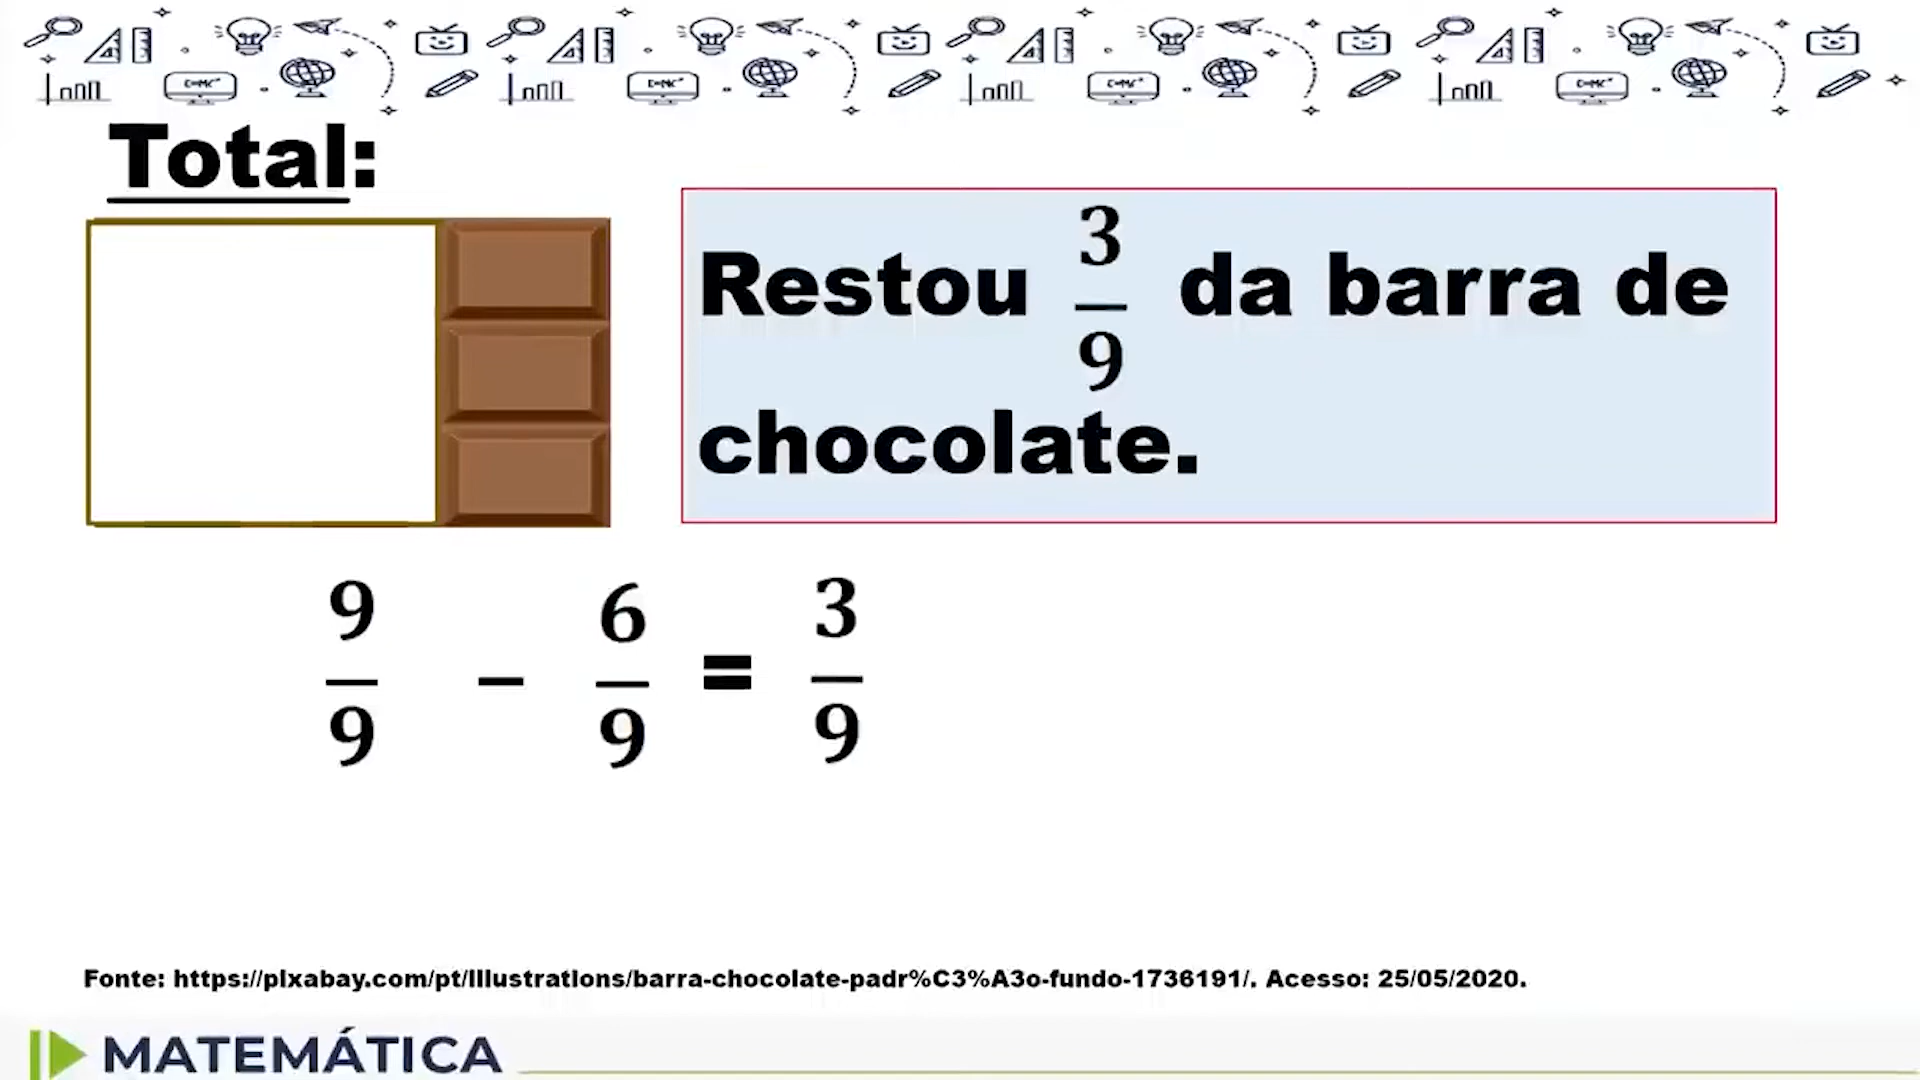 Total:
Restou 3/9 da barra de
chocolate.
9/9 – 6/9 = 3/9
Fonte: https://pixabay.com/pt/illustrations/barra-chocolate-padr%C3%A3o-fundo-1736191/. Acesso: 25/05/2020.
MATEMÁTICA